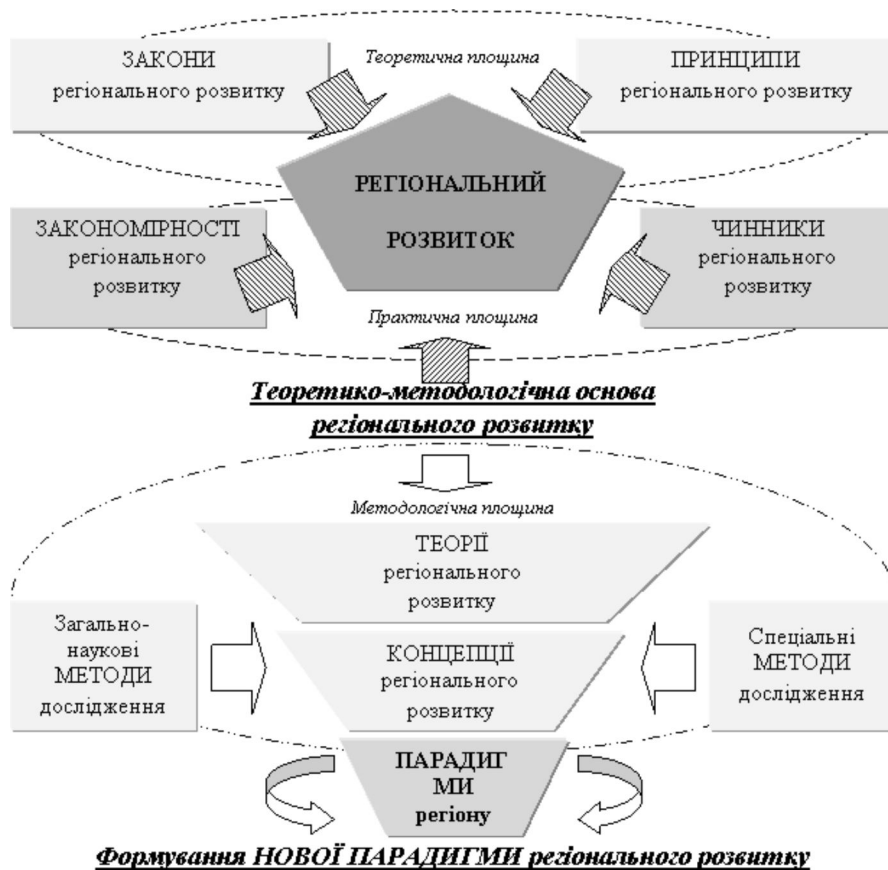 ЗАКОНИ
регіонального розвитку
Теоретична площина
ПРИНЦИПИ
регіонального розвитку
РЕГІОНАЛЬНИЙ
РОЗВИТОК
ЗАКОНОМІРНОСТІ
регіонального
розвитку
ЧИННИКИ
регіонального
розвитку
Практична площина
Теоретико-методологічна основа
регіонального розвитку
Методологічна площина
ТЕОРІЇ
регіонального
розвитку
Загально-
наукові
МЕТОДИ
дослідження
КОНЦЕПЦІЇ
регіонального
розвитку
Спеціальні
МЕТОДИ
дослідження
ПАРАДИГ
МИ
регіону
Формування НОВОЇ ПАРАДИГМИ регіонального розвитку